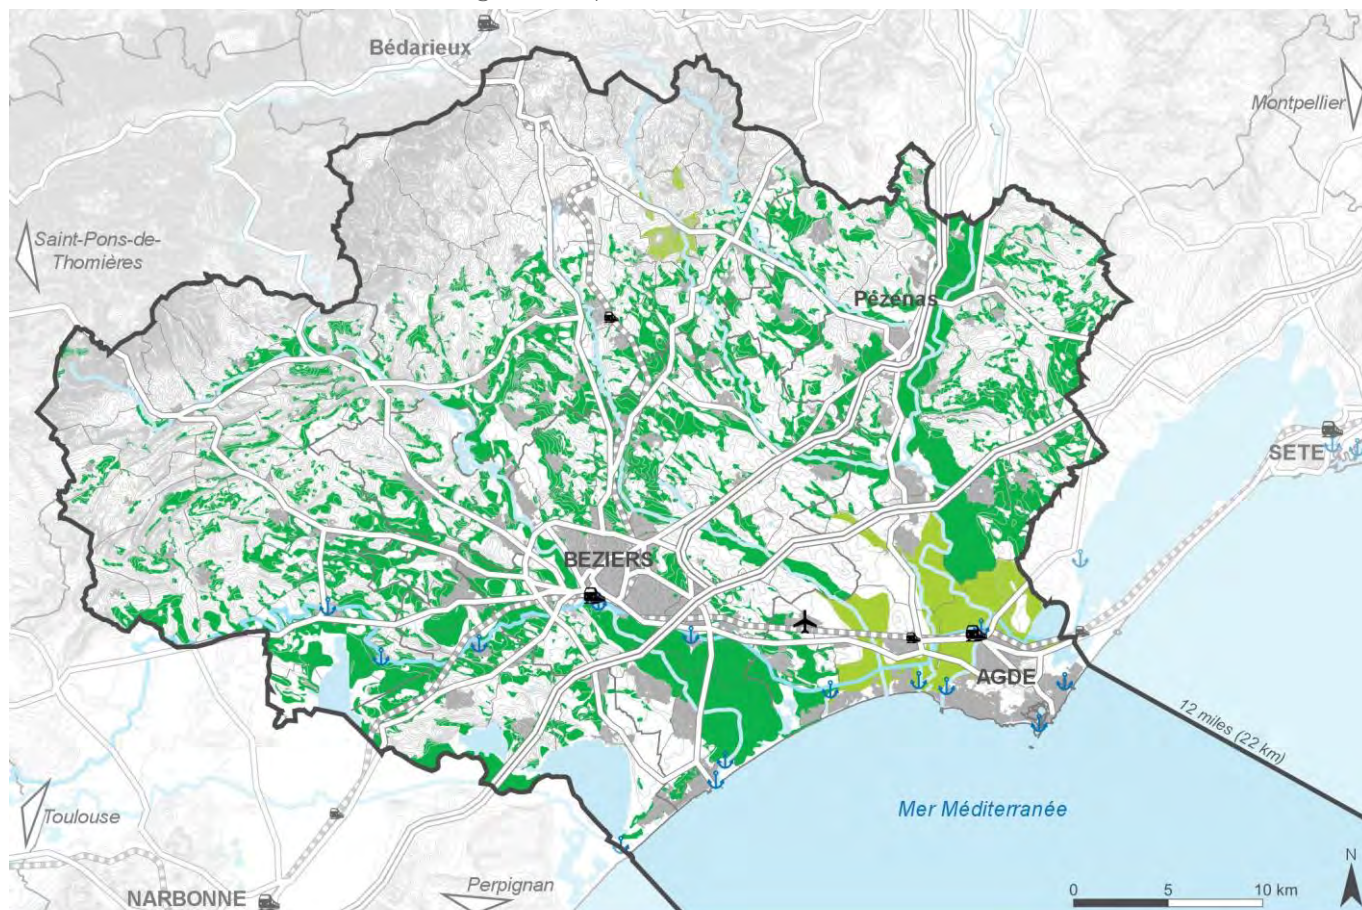 Bédarieux
Montpellier
Saint-Pons-de-
Thomières
Pézenas
SETE
BEZIERS
AGDE
12 miles (22 km)
Toulouse
Mer Méditerranée
Perpignan
NARBONNE
N
0 5 10 km